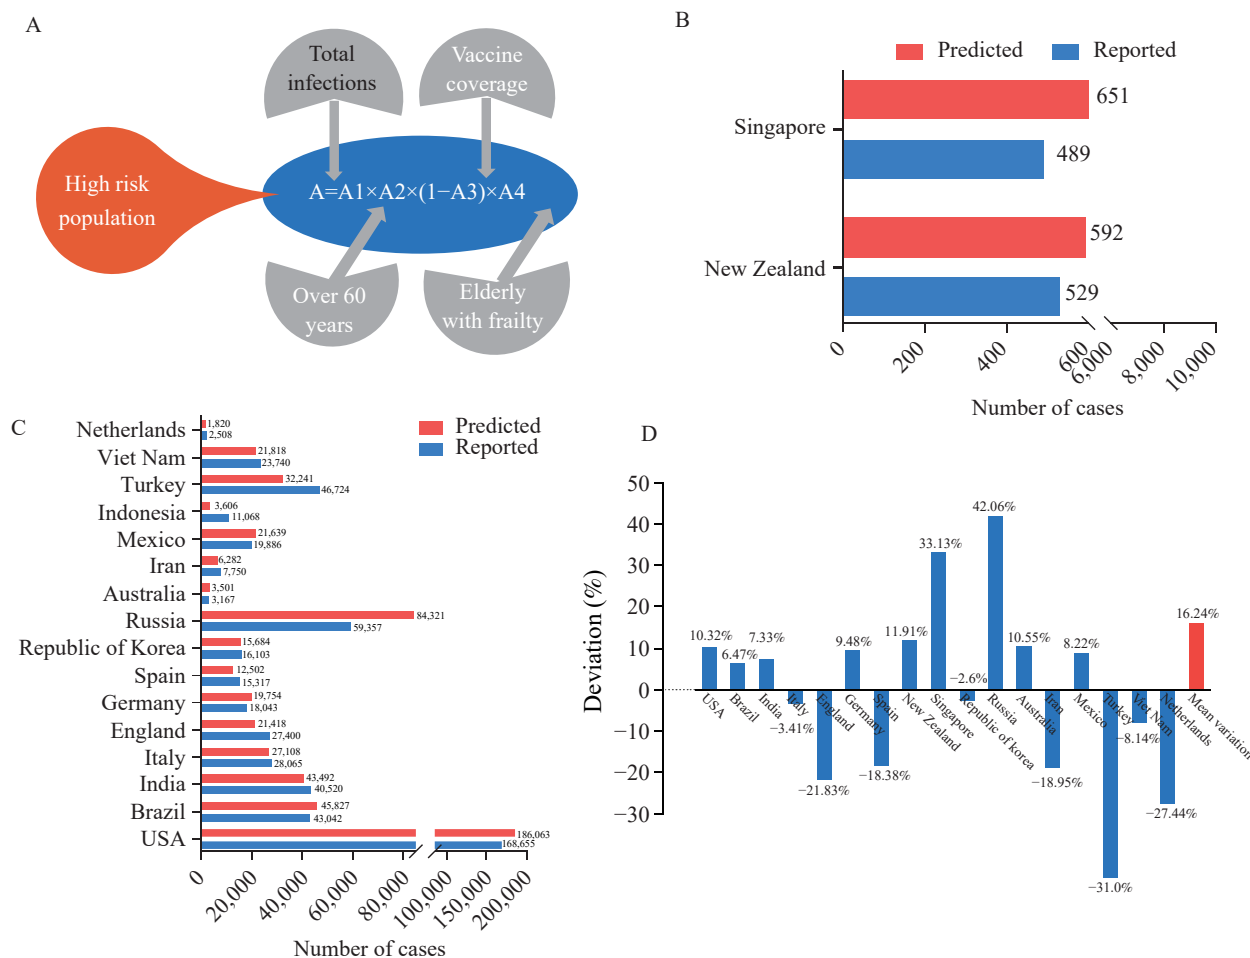 A
Total
infections
Vaccine
coverage
High risk
population
A=A1×A2×(1−A3)×A4
Over 60
years
Elderly
with frailty
B
Predicted
Reported
Singapore
651
489
New Zealand
592
529
0
200
400
600
6,000
8,000
10,000
Number of cases
C
Predicted
Reported
Netherlands
1,820
2,508
Viet Nam
21,818
23,740
Turkey
32,241
46,724
Indonesia
3,606
11,068
Mexico
21,639
19,886
Iran
6,282
7,750
Australia
3,501
3,167
Russia
84,321
59,357
Republic of Korea
15,684
16,103
Spain
12,502
15,317
Germany
19,754
18,043
England
21,418
27,400
Italy
27,108
28,065
India
43,492
40,520
Brazil
45,827
43,042
USA
186,063
168,655
0
20,000
40,000
60,000
80,000
100,000
150,000
200,000
Number of cases
D
Deviation (%)
50
40
30
20
10
0
−10
−20
−30
10.32%
6.47%
7.33%
−3.41%
−21.83%
9.48%
−18.38%
11.91%
33.13%
−2.6%
42.06%
10.55%
−18.95%
8.22%
−31.0%
−8.14%
−27.44%
16.24%
USA
Brazil
India
Italy
England
Germany
Spain
New Zealand
Singapore
Republic of korea
Russia
Australia
Iran
Mexico
Turkey
Viet Nam
Netherlands
Mean variation